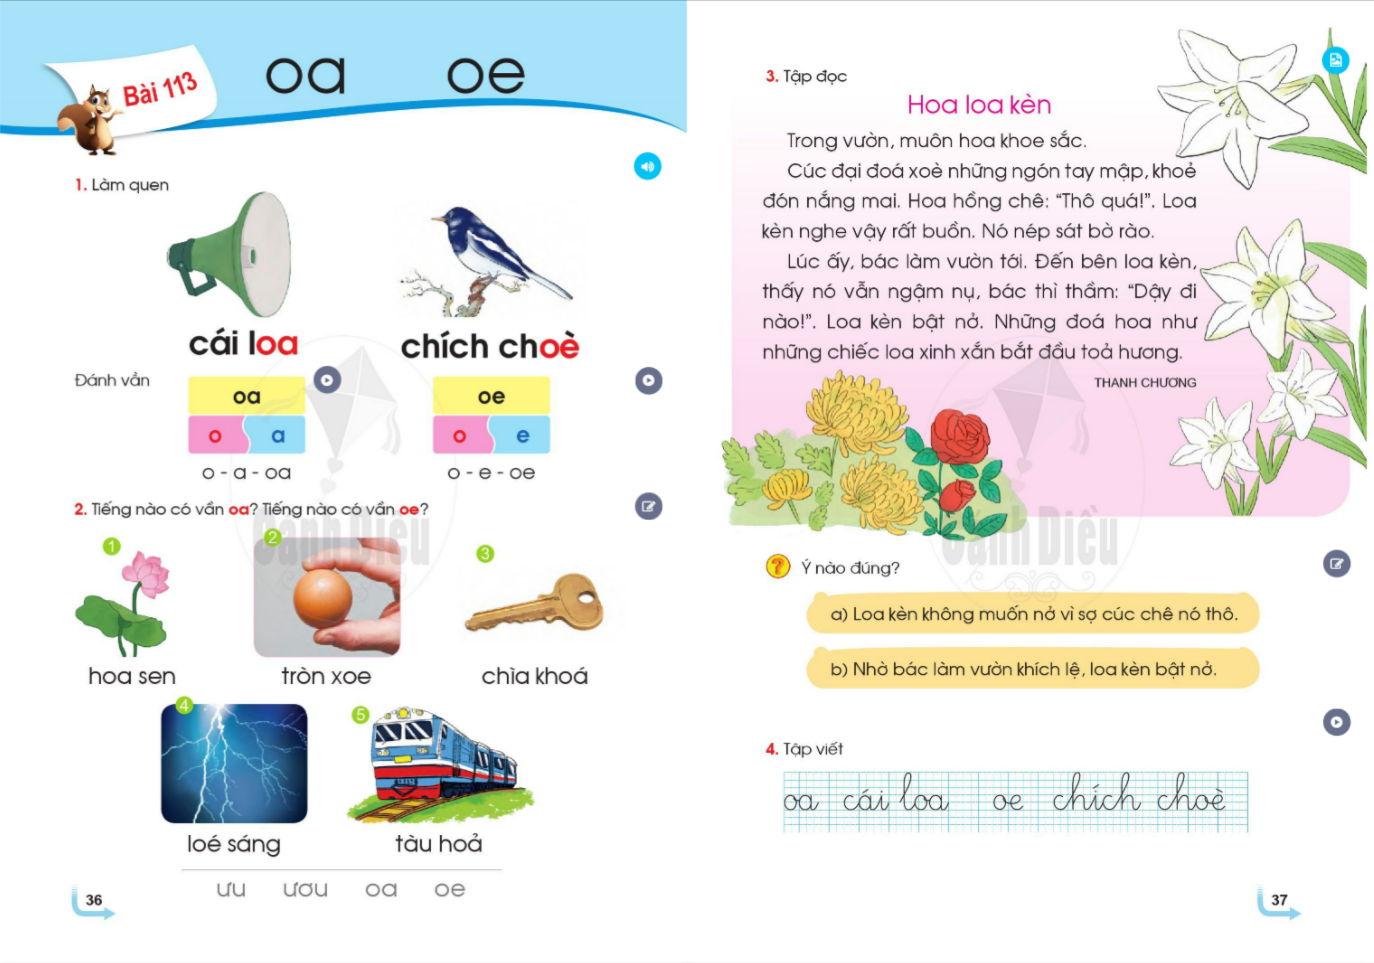 Bài 113
oa oe
1. Làm quen
cái loa chích choè
Đánh vần
oa oe
o a o e
o - a - oa o - e - oe
2. Tiếng nào có vần oa? Tiếng nào có vần oe?
1 2 3
hoa sen tròn xoe chìa khoá
4 5
loé sáng tàu hoả
ưu ươu oa oe
36
3. Tập đọc
Hoa loa kèn
Trong vườn, muôn hoa khoe sắc.
Cúc đại đoá xoè những ngón tay mập, khoẻ
đón nắng mai. Hoa hồng chê: “Thô quá!”. Loa
kèn nghe vậy rất buồn. Nó nép sát bờ rào.
Lúc ấy, bác làm vườn tới. Đến bên loa kèn,
thấy nó vẫn ngậm nụ, bác thì thầm: “Dậy đi
nào!”. Loa kèn bật nở. Những đoá hoa như
những chiếc loa xinh xắn bắt đầu toả hương.
THANH CHƯƠNG
? Ý nào đúng?
a) Loa kèn không muốn nở vì sợ cúc chê nó thô.
b) Nhờ bác làm vườn khích lệ, loa kèn bật nở.
4. Tập viết
oa cái loa oe chích choè
37
Cánh Diều
Cánh Diều